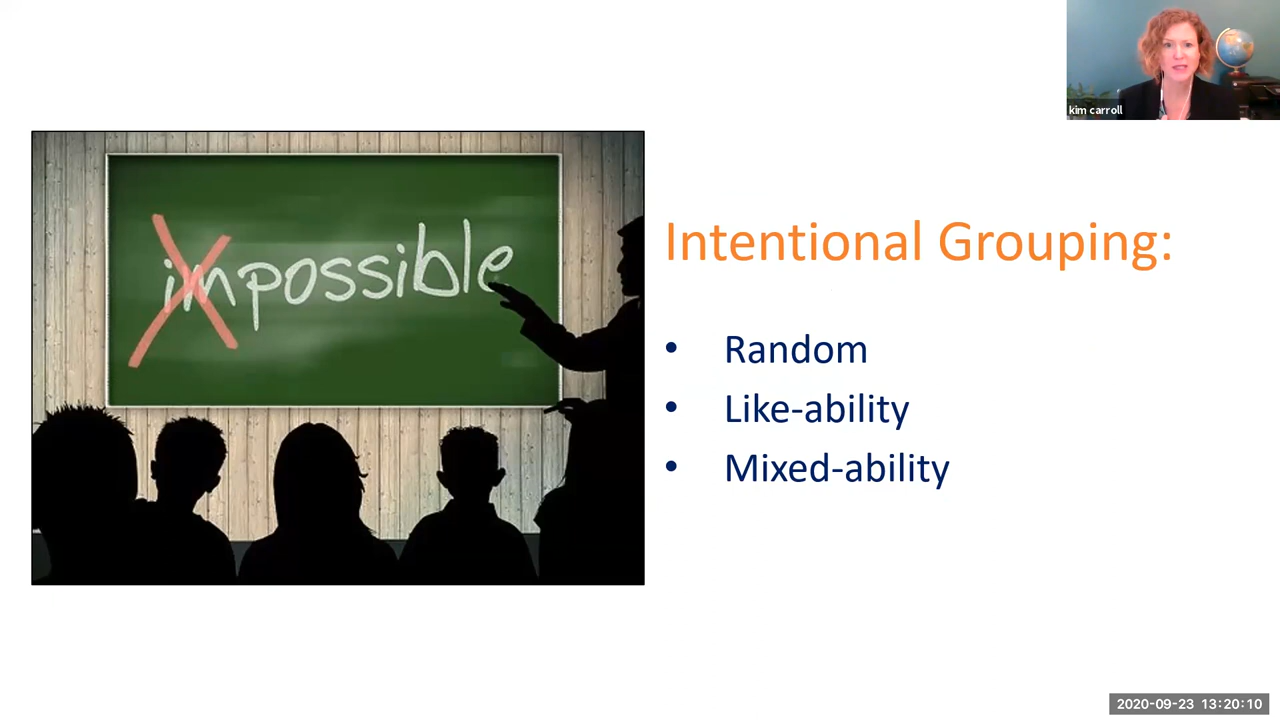 kim carroll
impossible
Intentional Grouping:
• Random
• Like-ability
• Mixed-ability
2020-09-23 13:20:10